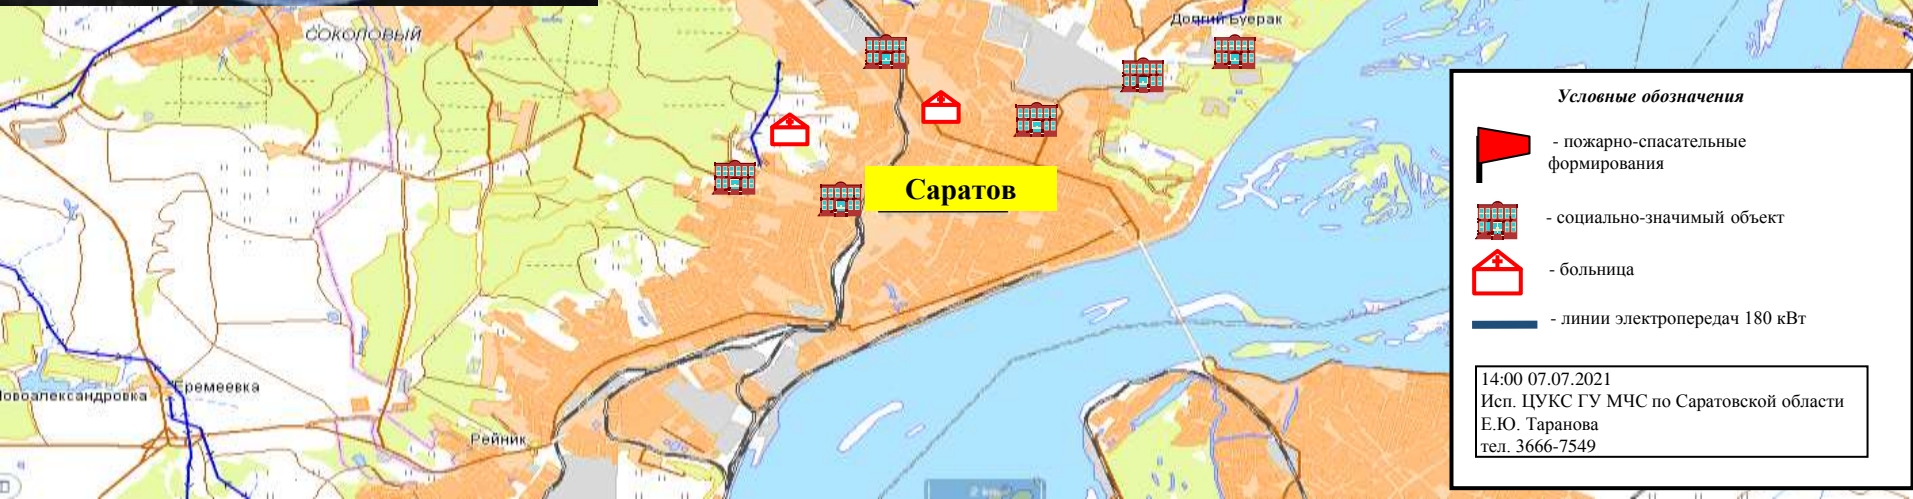 Долгий Буерак
СОКОЛОВЫЙ
Условные обозначения
- пожарно-спасательные
формирования
Саратов
- социально-значимый объект
- больница
- линии электропередач 180 кВт
Еремеевка
Новоалександровка
Рейник
14:00 07.07.2021
Исп. ЦУКС ГУ МЧС по Саратовской области
Е.Ю. Таранова
тел. 3666-7549